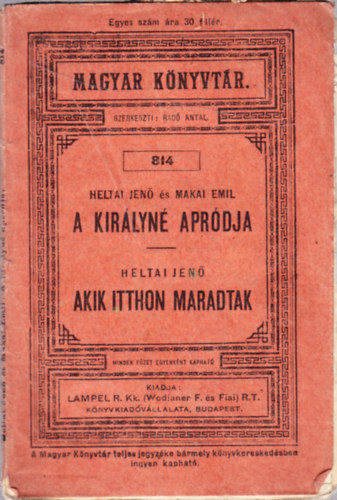 Egyes szám ára 30 fillér.
MAGYAR KÖNYVTÁR.
SZERKESZTI: RADÓ ANTAL
814
HELTAI JENŐ és MAKAI EMIL
A KIRÁLYNÉ APRÓDJA
HELTAI JENŐ
AKIK ITTHON MARADTAK
MINDEN FÜZET EGYENKÉNT KAPHATÓ
KIADJA:
LAMPEL R. Kk. (Wodianer F. és Fiai) R.T.
KÖNYVKIADÓVÁLLALATA, BUDAPEST.
A Magyar Könyvtár teljes jegyzéke bármely könyvkereskedésben
ingyen kapható.